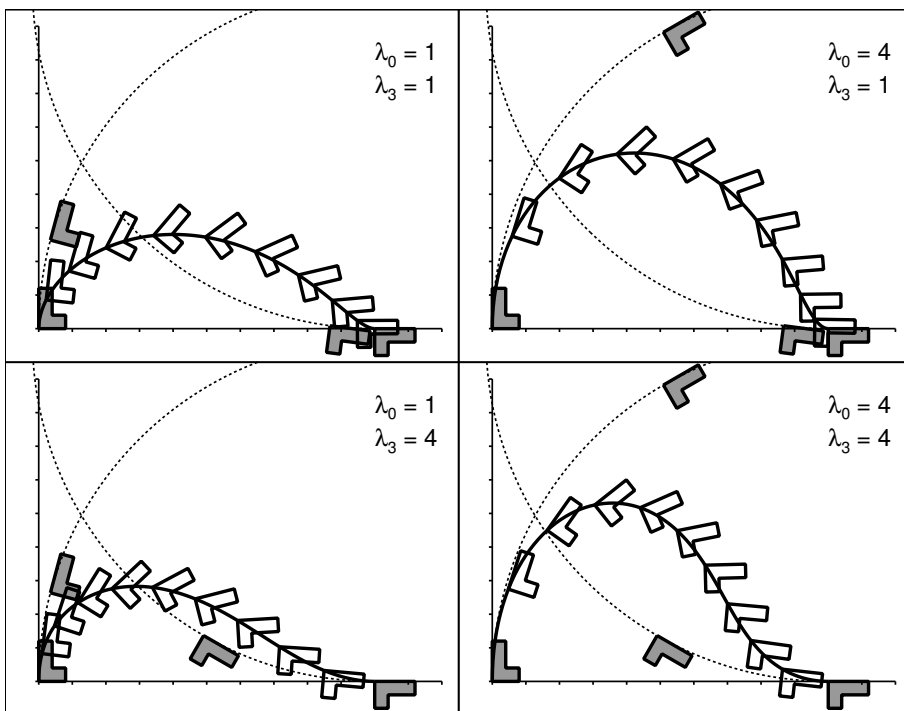 λ₀ = 1
λ₃ = 1
λ₀ = 4
λ₃ = 1
λ₀ = 1
λ₃ = 4
λ₀ = 4
λ₃ = 4